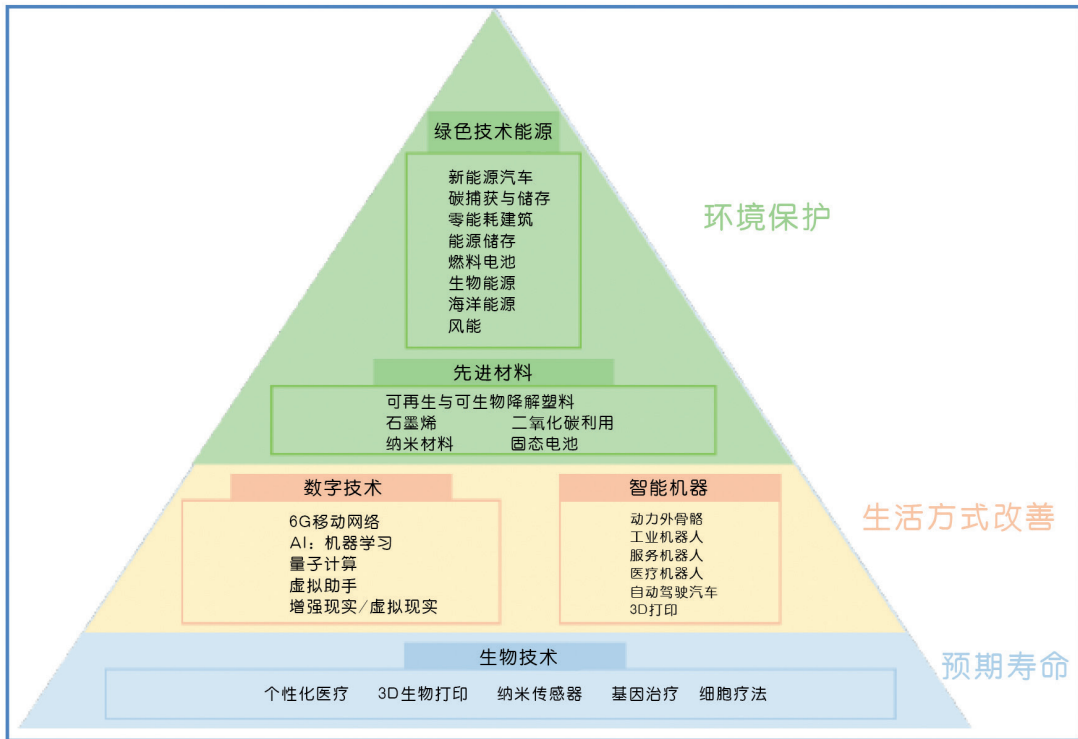 绿色技术能源
新能源汽车
碳捕获与储存
零能耗建筑
能源储存
燃料电池
生物能源
海洋能源
风能
环境保护
先进材料
可再生与可生物降解塑料
石墨烯 二氧化碳利用
纳米材料 固态电池
数字技术
6G移动网络
AI：机器学习
量子计算
虚拟助手
增强现实/虚拟现实
智能机器
动力外骨骼
工业机器人
服务机器人
医疗机器人
自动驾驶汽车
3D打印
生活方式改善
生物技术
个性化医疗 3D生物打印 纳米传感器 基因治疗 细胞疗法
预期寿命